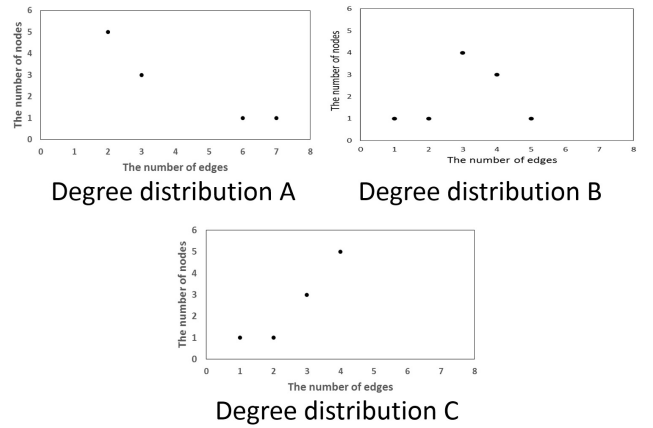 The number of nodes
6
5
4
3
2
1
0
0 1 2 3 4 5 6 7 8
The number of edges
Degree distribution A
The number of nodes
6
5
4
3
2
1
0
0 1 2 3 4 5 6 7 8
The number of edges
Degree distribution B
The number of nodes
6
5
4
3
2
1
0
0 1 2 3 4 5 6 7 8
The number of edges
Degree distribution C